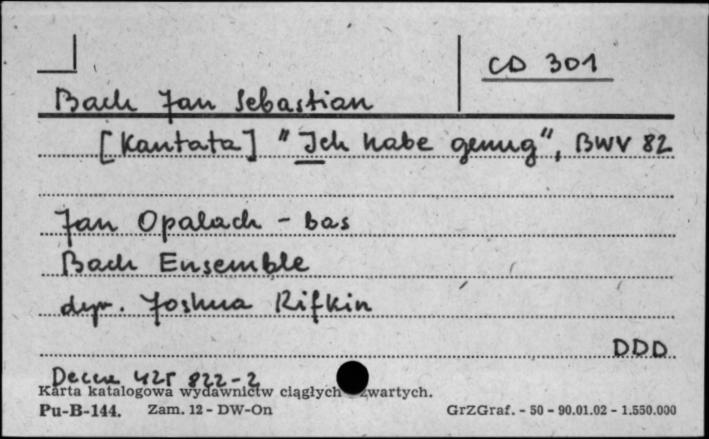 CD 301
Bach Jan Sebastian
[Kantata] "Ich habe genug", BWV 82
Jan Opalach - bas
Bach Ensemble
dyr. Joshua Rifkin
DDD
Decca 425 822-2
Karta katalogowa wydawnictw ciągłych zwartych.
Pu-B-144. Zam. 12 - DW-On GrZGraf. - 50 - 90.01.02 - 1.550.000